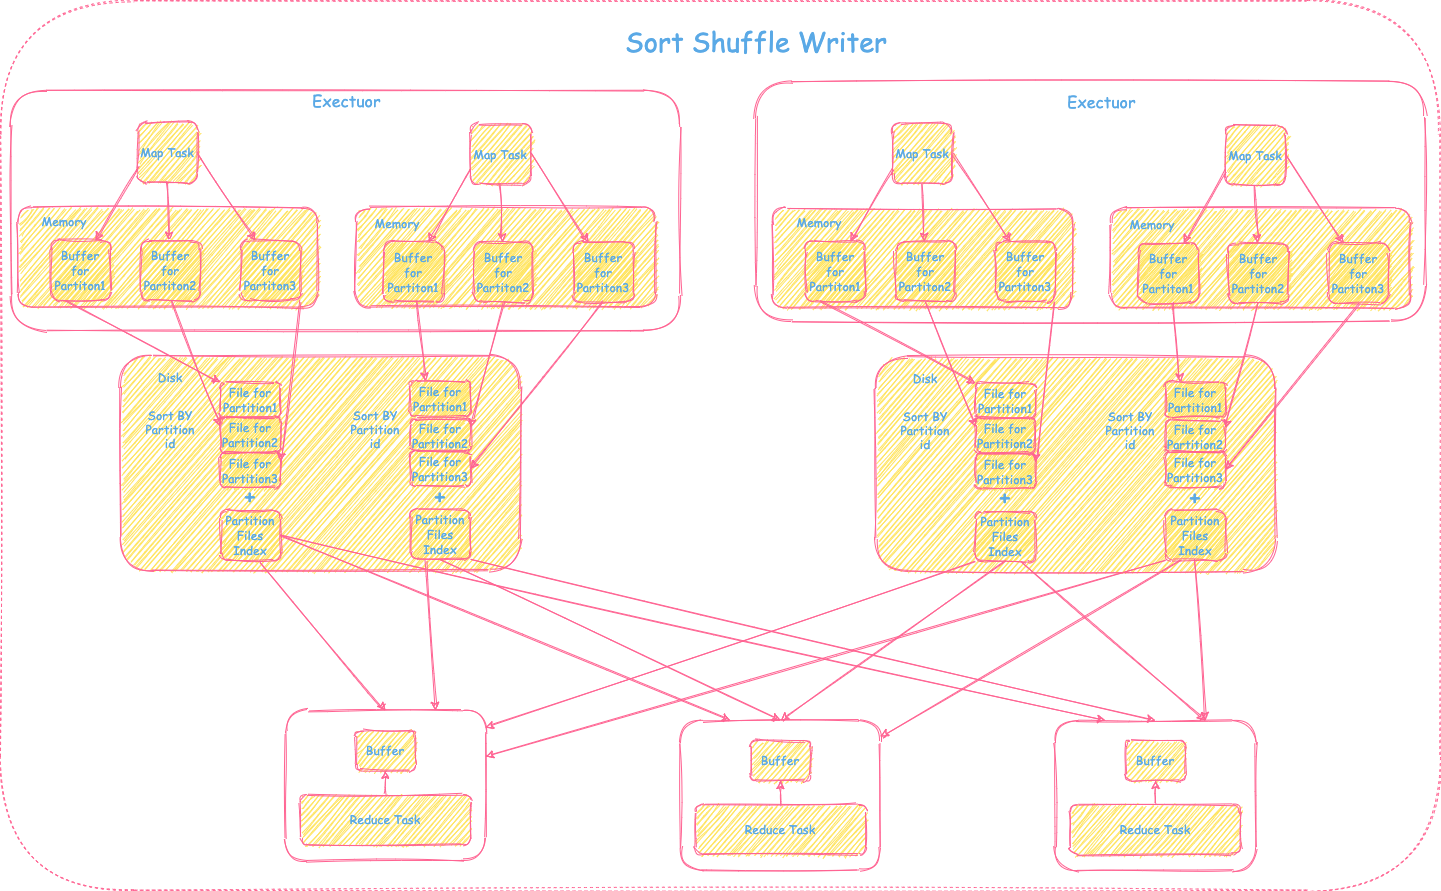 Sort Shuffle Writer
Exectuor
Map Task
Map Task
Memory
Buffer
for
Partiton1
Buffer
for
Partiton2
Buffer
for
Partiton3
Memory
Buffer
for
Partiton1
Buffer
for
Partiton2
Buffer
for
Partiton3
Exectuor
Map Task
Map Task
Memory
Buffer
for
Partiton1
Buffer
for
Partiton2
Buffer
for
Partiton3
Memory
Buffer
for
Partiton1
Buffer
for
Partiton2
Buffer
for
Partiton3
Disk
Sort BY
Partition
id
File for
Partition1
File for
Partition2
File for
Partition3
+
Partition
Files
Index
Sort BY
Partition
id
File for
Partition1
File for
Partition2
File for
Partition3
+
Partition
Files
Index
Disk
Sort BY
Partition
id
File for
Partition1
File for
Partition2
File for
Partition3
+
Partition
Files
Index
Sort BY
Partition
id
File for
Partition1
File for
Partition2
File for
Partition3
+
Partition
Files
Index
Buffer
Reduce Task
Buffer
Reduce Task
Buffer
Reduce Task